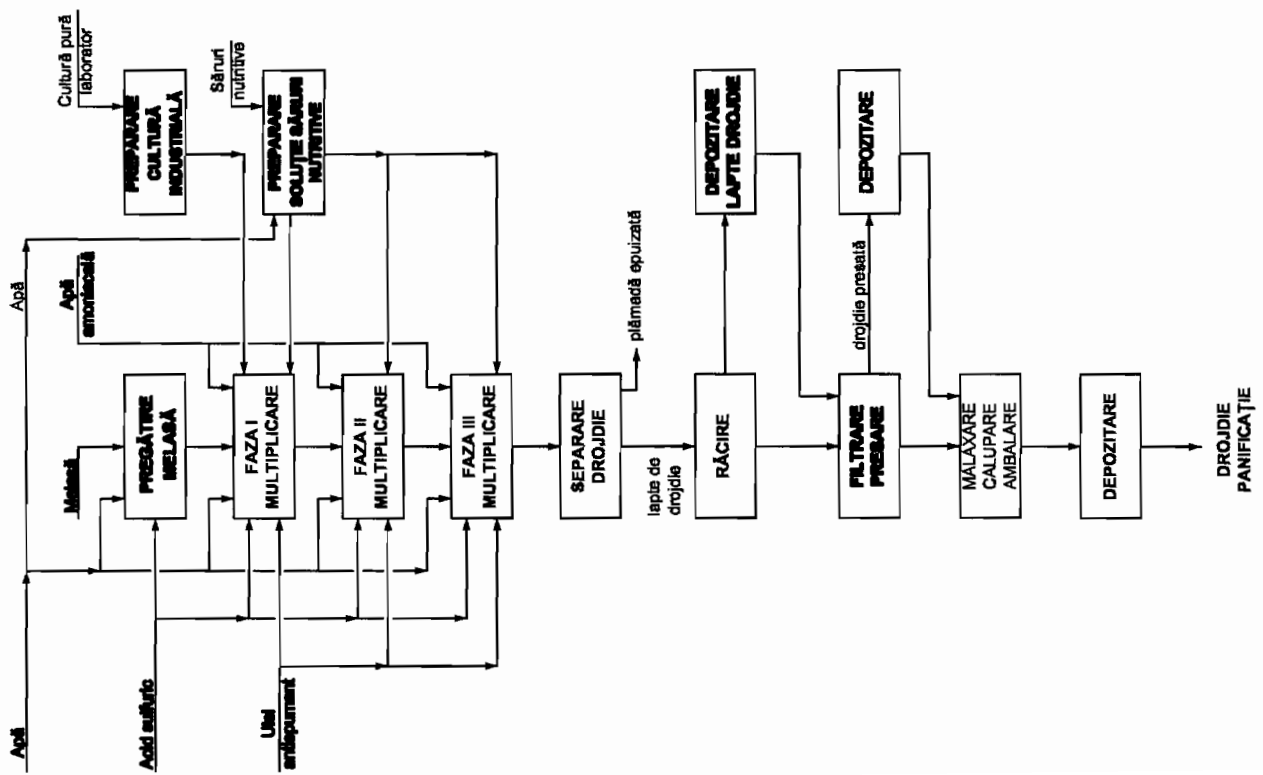 Apă
Acid sulfuric
Ulei
antispumant
Melasă
Apă
amoniacală
Apă
Cultură pură
laborator
Săruri
nutritive
PREPARARE
CULTURĂ
INDUSTRIALĂ
PREPARARE
SOLUȚIE SĂRURI
NUTRITIVE
PREGĂTIRE
MELASĂ
FAZA I
MULTIPLICARE
FAZA II
MULTIPLICARE
FAZA III
MULTIPLICARE
SEPARARE
DROJDIE
plămadă epuizată
lapte de
drojdie
RĂCIRE
DEPOZITARE
LAPTE DROJDIE
FILTRARE
PRESARE
drojdie presată
DEPOZITARE
MALAXARE
CALUPARE
AMBALARE
DEPOZITARE
DROJDIE
PANIFICAȚIE